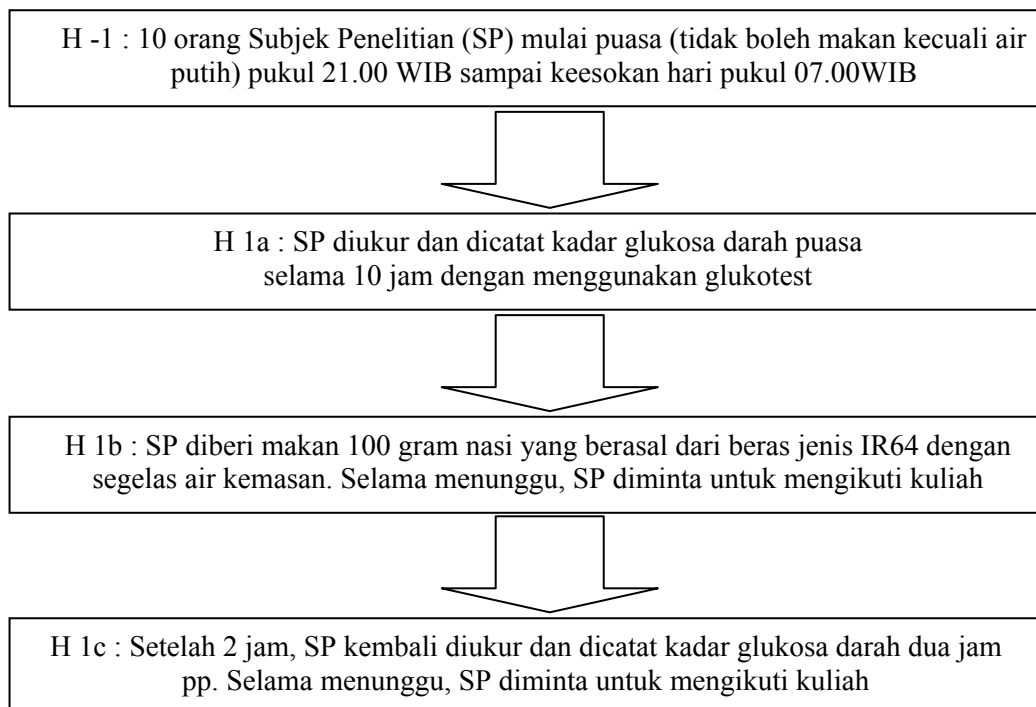 H -1 : 10 orang Subjek Penelitian (SP) mulai puasa (tidak boleh makan kecuali air
putih) pukul 21.00 WIB sampai keesokan hari pukul 07.00WIB
H 1a : SP diukur dan dicatat kadar glukosa darah puasa
selama 10 jam dengan menggunakan glukotest
H 1b : SP diberi makan 100 gram nasi yang berasal dari beras jenis IR64 dengan
segelas air kemasan. Selama menunggu, SP diminta untuk mengikuti kuliah
H 1c : Setelah 2 jam, SP kembali diukur dan dicatat kadar glukosa darah dua jam
pp. Selama menunggu, SP diminta untuk mengikuti kuliah